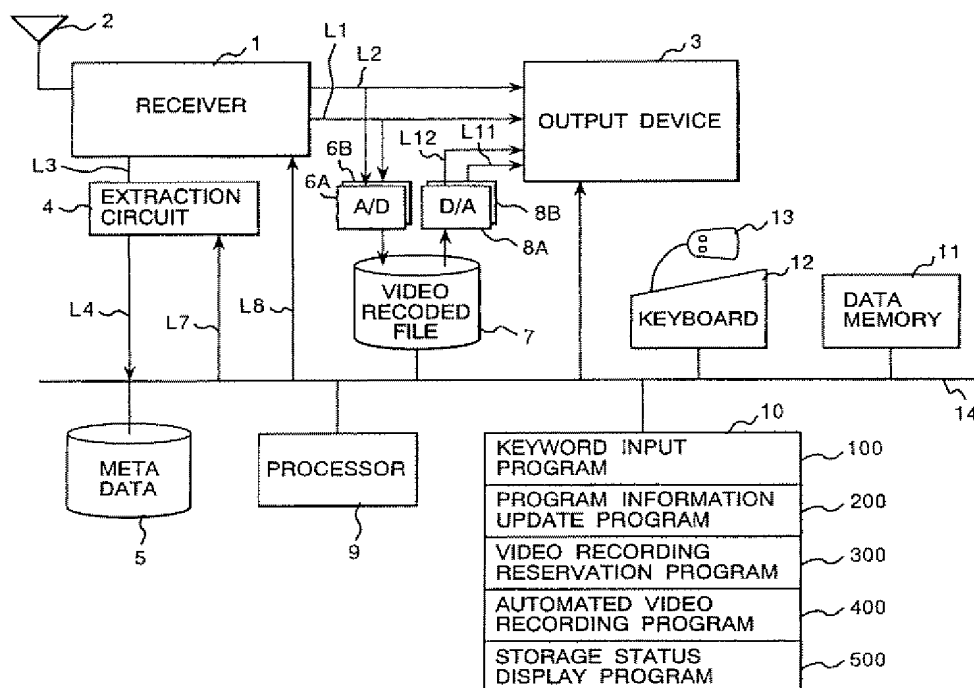 2
1
L1
L2
3
RECEIVER
OUTPUT DEVICE
L3
6B
6A
L12
L11
4
EXTRACTION
CIRCUIT
A/D
D/A
8B
8A
13
12
11
L4
L7
L8
VIDEO
RECODED
FILE
7
KEYBOARD
DATA
MEMORY
14
META
DATA
5
PROCESSOR
9
10
KEYWORD INPUT
PROGRAM
100
PROGRAM INFORMATION
UPDATE PROGRAM
200
VIDEO RECORDING
RESERVATION PROGRAM
300
AUTOMATED VIDEO
RECORDING PROGRAM
400
STORAGE STATUS
DISPLAY PROGRAM
500